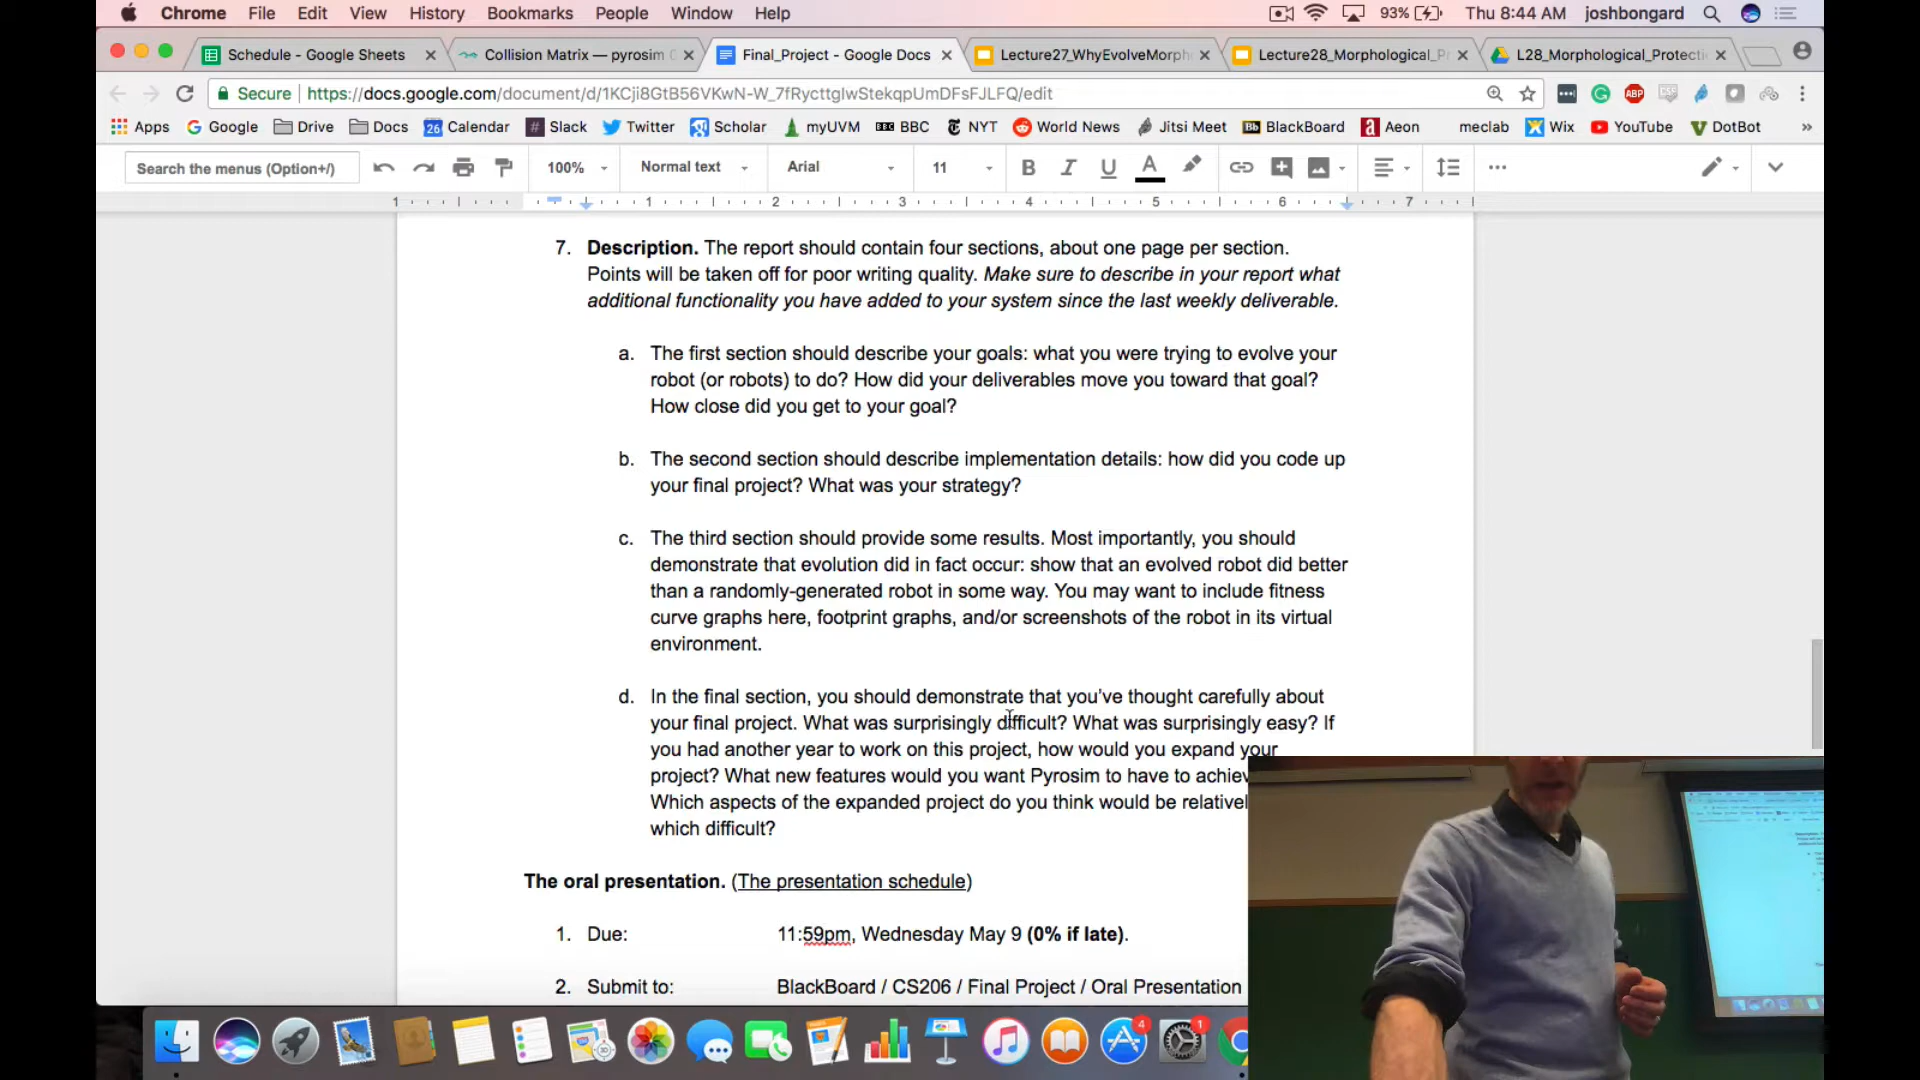 Chrome File Edit View History Bookmarks People Window Help 93% Thu 8:44 AM joshbongard
Schedule - Google Sheets Collision Matrix — pyrosim Final_Project - Google Docs Lecture27_WhyEvolveMorph Lecture28_Morphological_P L28_Morphological_Protecti
Secure https://docs.google.com/document/d/1KCji8GtB56VKwN-W_7fRycttglwStekqpUmDFsFJLFQ/edit
Apps Google Drive Docs Calendar Slack Twitter Scholar myUVM BBC NYT World News Jitsi Meet BlackBoard Aeon meclab Wix YouTube DotBot »
Search the menus (Option+/) 100% Normal text Arial 11 B I U A
1 1 2 3 4 5 6 7
7. Description. The report should contain four sections, about one page per section.
Points will be taken off for poor writing quality. Make sure to describe in your report what
additional functionality you have added to your system since the last weekly deliverable.
a. The first section should describe your goals: what you were trying to evolve your
robot (or robots) to do? How did your deliverables move you toward that goal?
How close did you get to your goal?
b. The second section should describe implementation details: how did you code up
your final project? What was your strategy?
c. The third section should provide some results. Most importantly, you should
demonstrate that evolution did in fact occur: show that an evolved robot did better
than a randomly-generated robot in some way. You may want to include fitness
curve graphs here, footprint graphs, and/or screenshots of the robot in its virtual
environment.
d. In the final section, you should demonstrate that you've thought carefully about
your final project. What was surprisingly difficult? What was surprisingly easy? If
you had another year to work on this project, how would you expand your
project? What new features would you want Pyrosim to have to achiev
Which aspects of the expanded project do you think would be relativel
which difficult?
The oral presentation. (The presentation schedule)
1. Due: 11:59pm, Wednesday May 9 (0% if late).
2. Submit to: BlackBoard / CS206 / Final Project / Oral Presentation
4 1